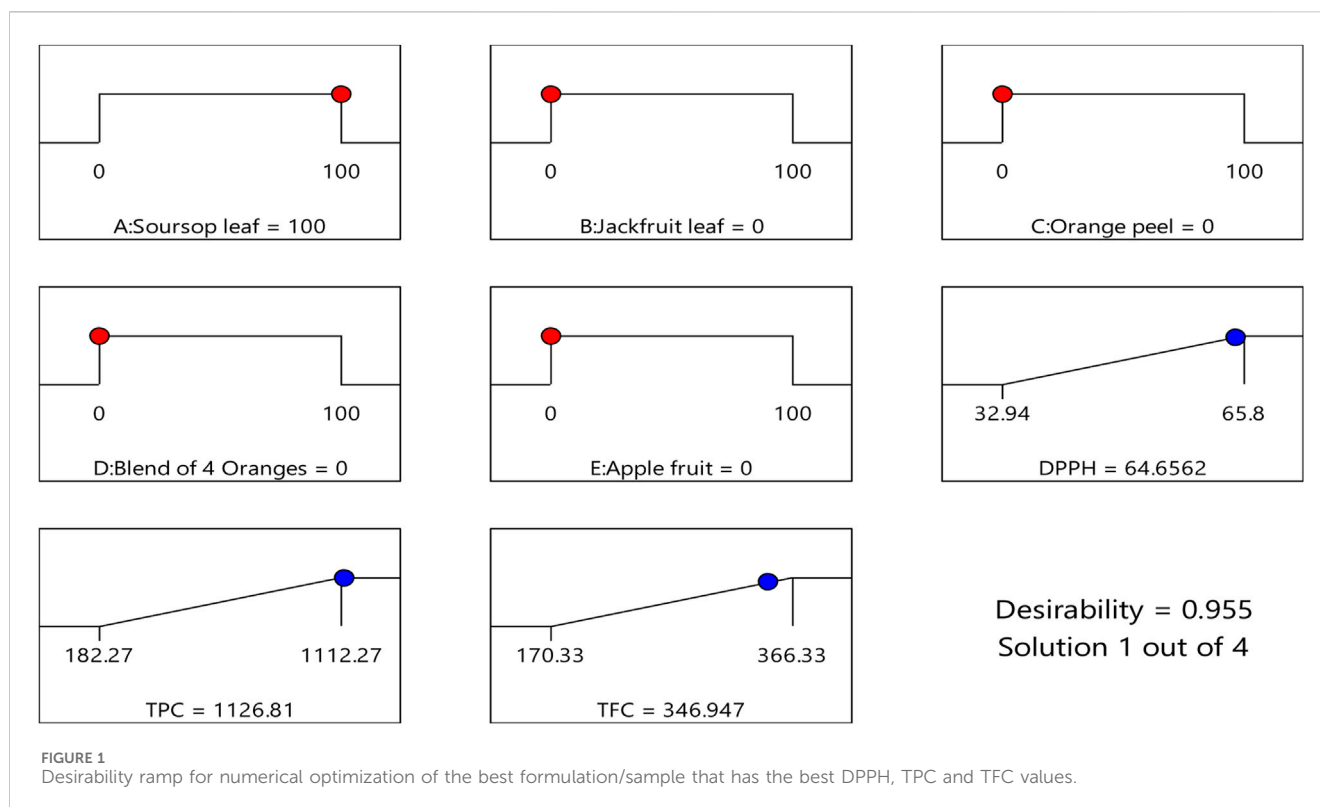 0 100
A:Soursop leaf = 100
0 100
B:Jackfruit leaf = 0
0 100
C:Orange peel = 0
0 100
D:Blend of 4 Oranges = 0
0 100
E:Apple fruit = 0
32.94 65.8
DPPH = 64.6562
182.27 1112.27
TPC = 1126.81
170.33 366.33
TFC = 346.947
Desirability = 0.955
Solution 1 out of 4
FIGURE 1
Desirability ramp for numerical optimization of the best formulation/sample that has the best DPPH, TPC and TFC values.